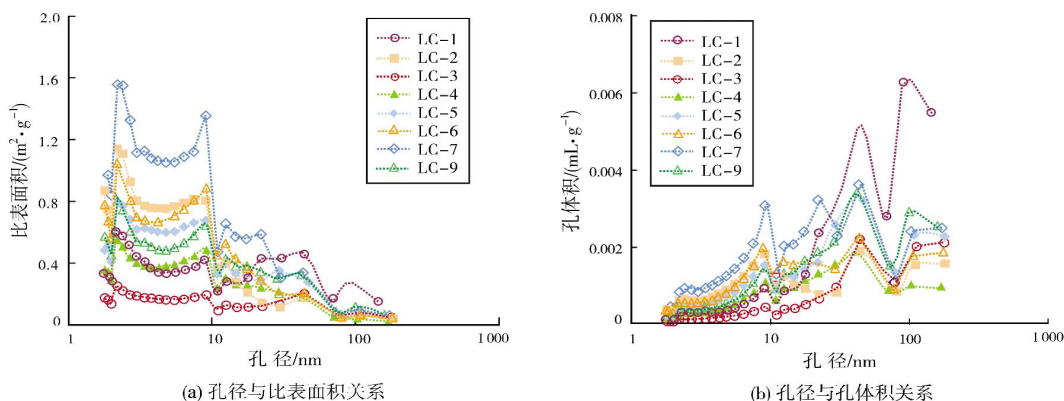 2.0
1.6
1.2
0.8
0.4
0
比表面积/(m²·g⁻¹)
LC-1
LC-2
LC-3
LC-4
LC-5
LC-6
LC-7
LC-9
1
10
100
1 000
孔 径/nm
(a) 孔径与比表面积关系
0.008
0.006
0.004
0.002
0
孔体积/(mL·g⁻¹)
LC-1
LC-2
LC-3
LC-4
LC-5
LC-6
LC-7
LC-9
1
10
100
1 000
孔 径/nm
(b) 孔径与孔体积关系